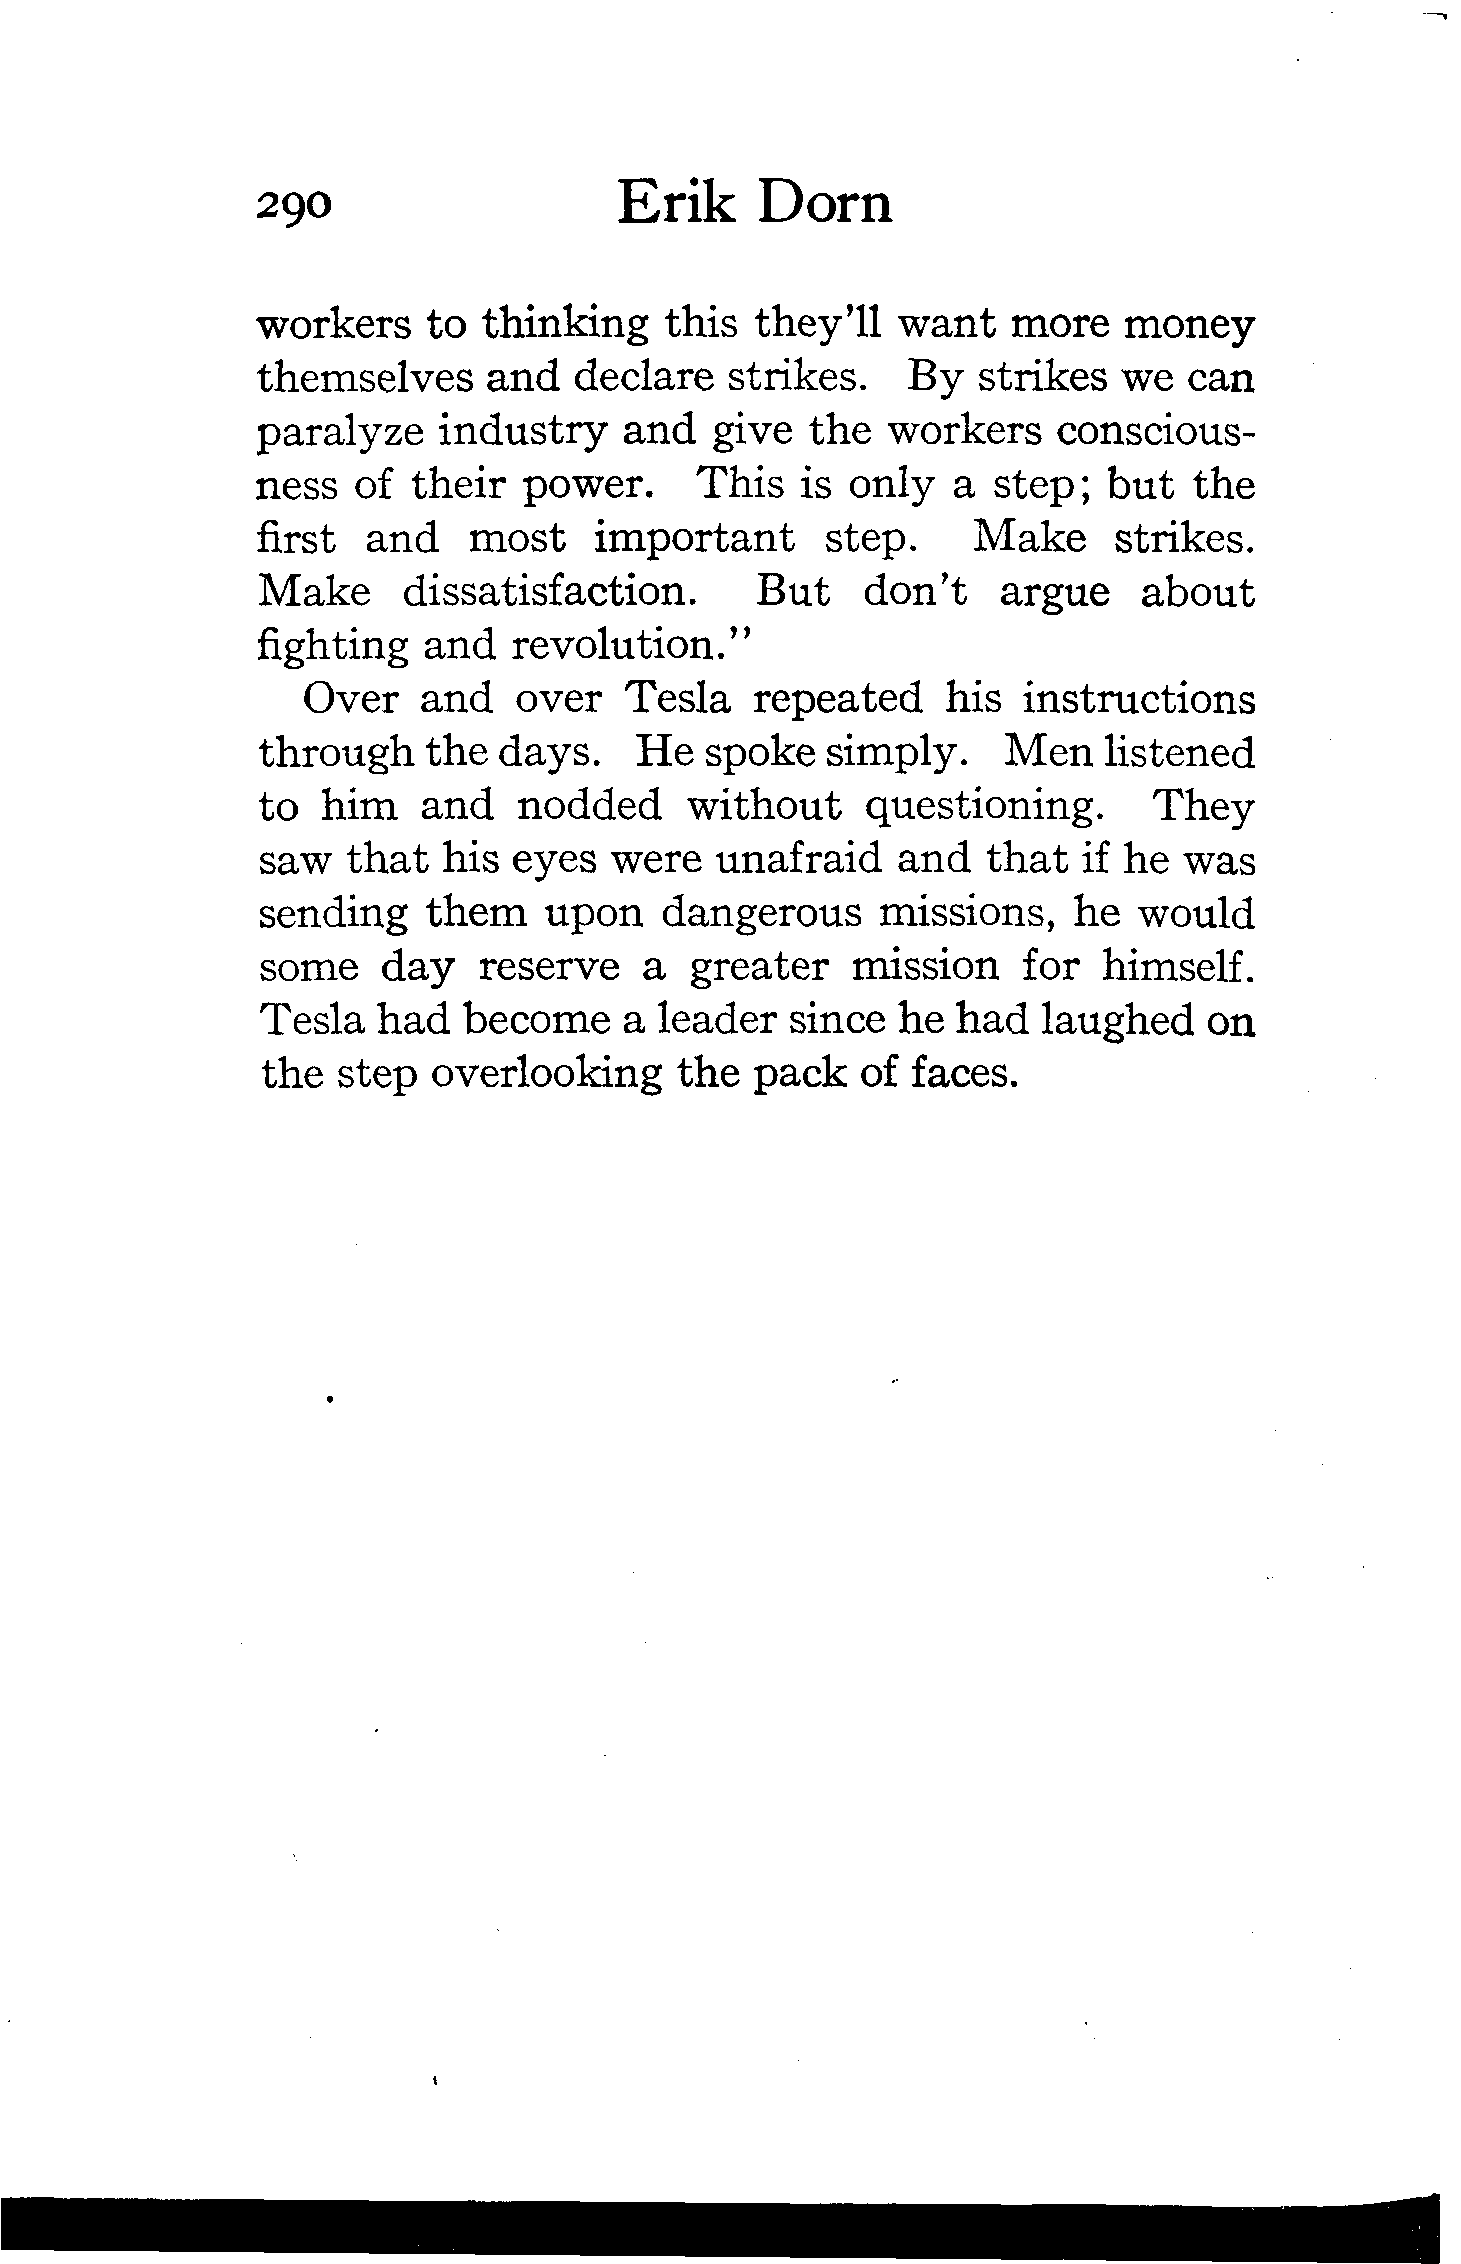 290 Erik Dorn
workers to thinking this they'll want more money
themselves and declare strikes. By strikes we can
paralyze industry and give the workers conscious-
ness of their power. This is only a step; but the
first and most important step. Make strikes.
Make dissatisfaction. But don't argue about
fighting and revolution."
Over and over Tesla repeated his instructions
through the days. He spoke simply. Men listened
to him and nodded without questioning. They
saw that his eyes were unafraid and that if he was
sending them upon dangerous missions, he would
some day reserve a greater mission for himself.
Tesla had become a leader since he had laughed on
the step overlooking the pack of faces.